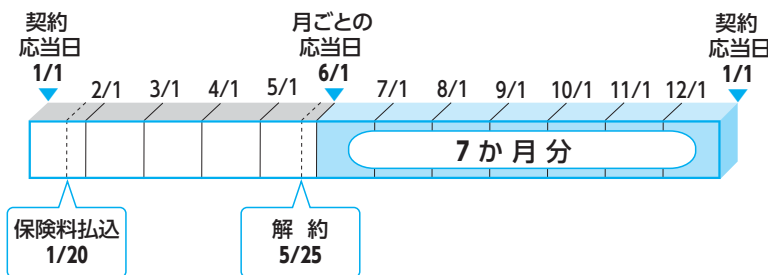 契約
応当日
1/1
月ごとの
応当日
6/1
契約
応当日
1/1
2/1
3/1
4/1
5/1
7/1
8/1
9/1
10/1
11/1
12/1
7か月分
保険料払込
1/20
解約
5/25